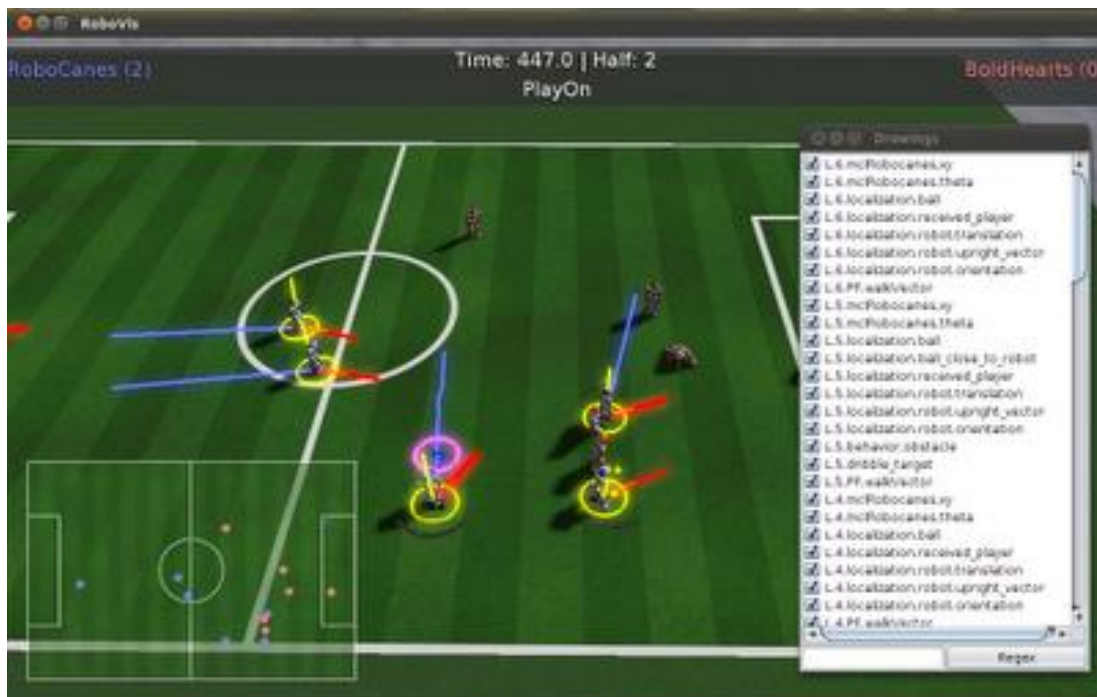 RoboVis
RoboCanes (2)
Time: 447.0 | Half: 2
BoldHearts (0
PlayOn
Drawings
L.6.mclRobocanes.xy
L.6.mclRobocanes.theta
L.6.localization.ball
L.6.localization.received_player
L.6.localization.robot.translation
L.6.localization.robot.upright_vector
L.6.localization.robot.orientation
L.6.PF.walkVector
L.5.mclRobocanes.xy
L.5.mclRobocanes.theta
L.5.localization.ball
L.5.localization.ball_close_to_robot
L.5.localization.received_player
L.5.localization.robot.translation
L.5.localization.robot.upright_vector
L.5.localization.robot.orientation
L.5.behavior.obstacle
L.5.dribble_target
L.5.PF.walkVector
L.4.mclRobocanes.xy
L.4.mclRobocanes.theta
L.4.localization.ball
L.4.localization.received_player
L.4.localization.robot.translation
L.4.localization.robot.upright_vector
L.4.localization.robot.orientation
L.4.PF.walkVector
Regex